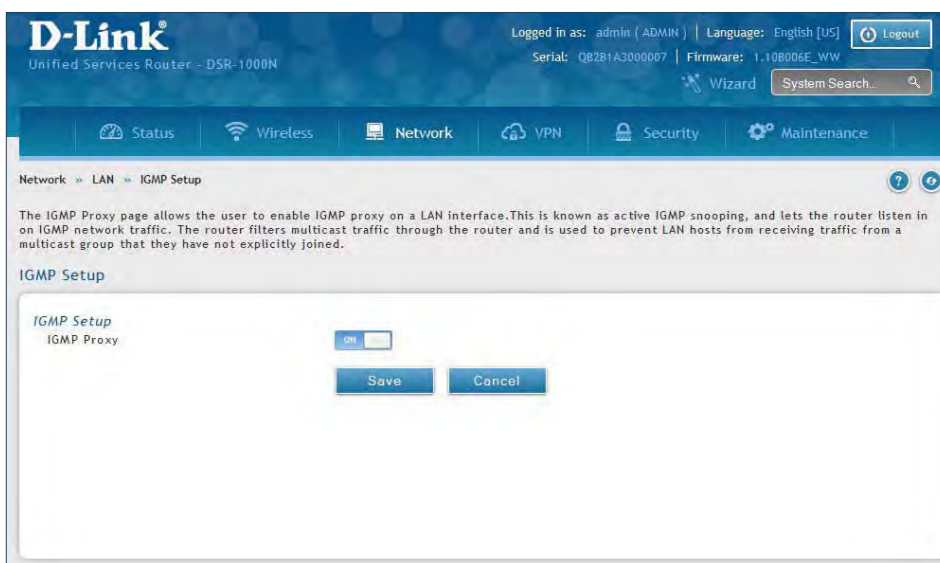 D-Link®
Unified Services Router - DSR-1000N
Logged in as: admin ( ADMIN ) | Language: English [US]
Logout
Serial: QB2B1A3000007 | Firmware: 1.10B006E_WW
Wizard
System Search...
Status
Wireless
Network
VPN
Security
Maintenance
Network » LAN » IGMP Setup
The IGMP Proxy page allows the user to enable IGMP proxy on a LAN interface.This is known as active IGMP snooping, and lets the router listen in
on IGMP network traffic. The router filters multicast traffic through the router and is used to prevent LAN hosts from receiving traffic from a
multicast group that they have not explicitly joined.
IGMP Setup
IGMP Setup
IGMP Proxy
ON
Save
Cancel